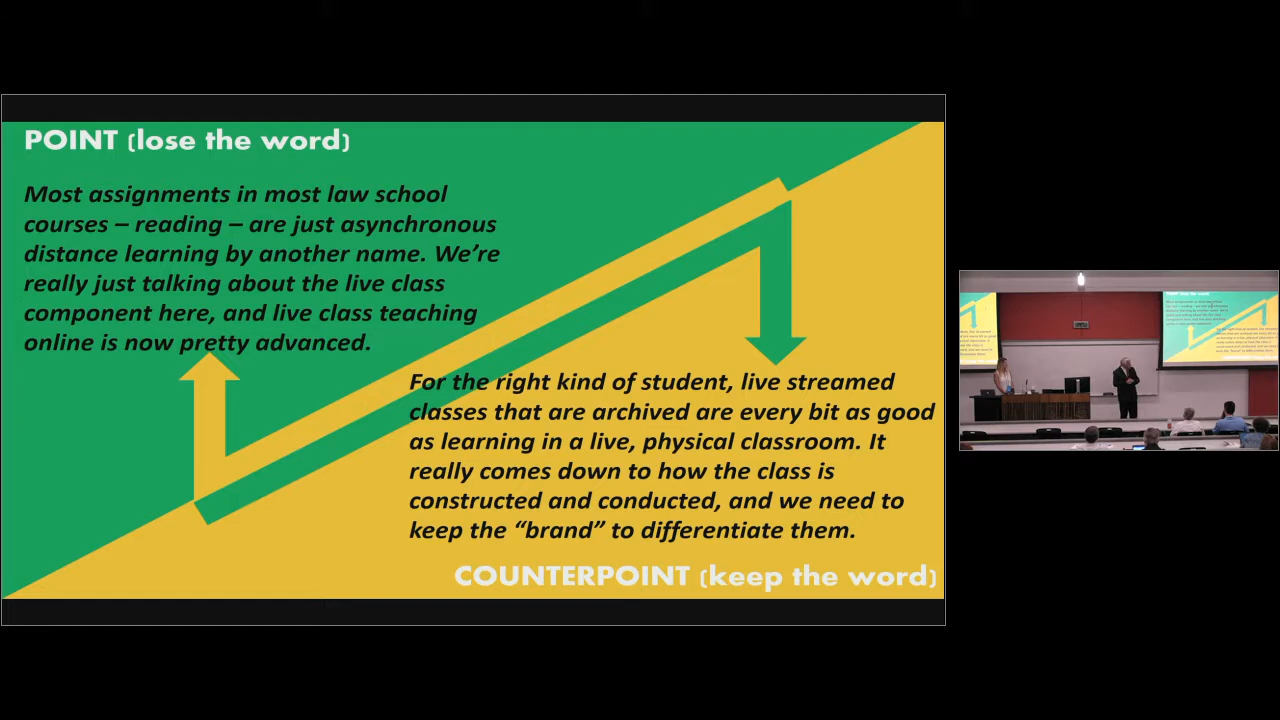 POINT (lose the word)
Most assignments in most law school
courses – reading – are just asynchronous
distance learning by another name. We’re
really just talking about the live class
component here, and live class teaching
online is now pretty advanced.
For the right kind of student, live streamed
classes that are archived are every bit as good
as learning in a live, physical classroom. It
really comes down to how the class is
constructed and conducted, and we need to
keep the “brand” to differentiate them.
COUNTERPOINT (keep the word)